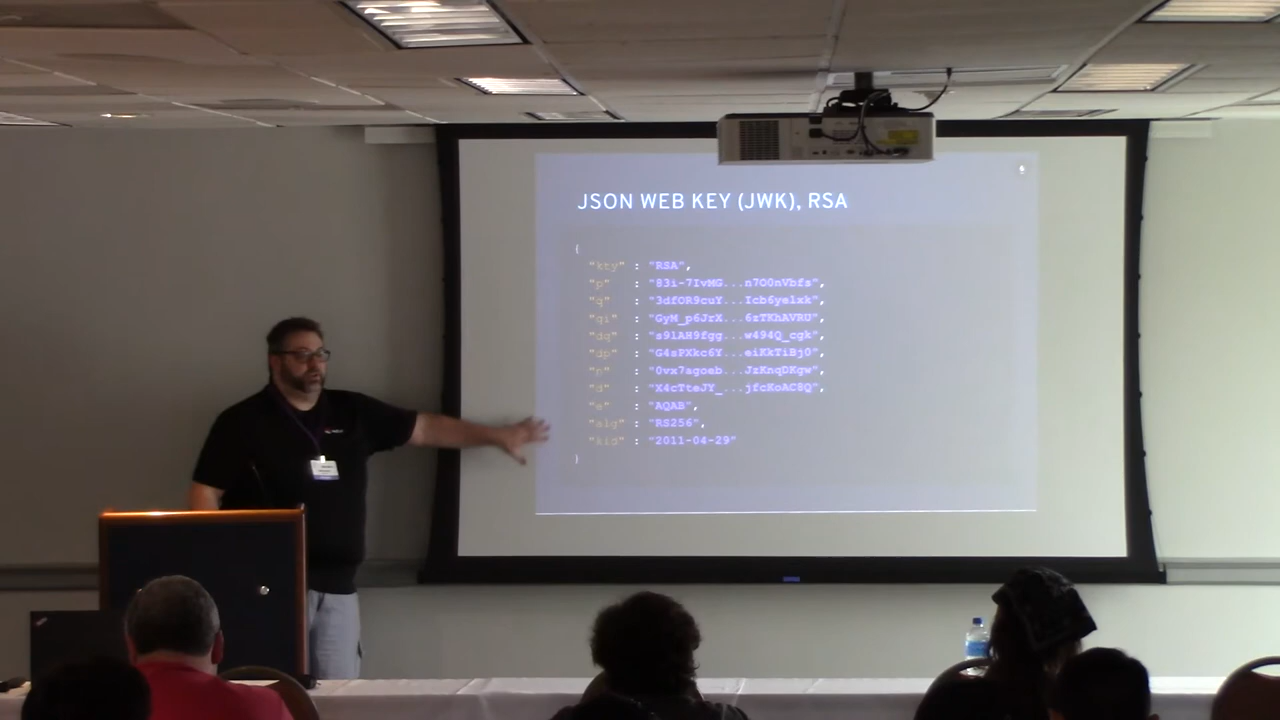 JSON WEB KEY (JWK), RSA
{
"kty" : "RSA",
"p" : "83i-7IvMG...n7O0nVbfs",
"q" : "3dfOR9cuY...Icb6yelxk",
"qi" : "GyM_p6JrX...6rTKhAVRU",
"dq" : "s9lAH9fgg...w494Q_cgk",
"dp" : "G4sPXkc6Y...eiKkTiBj0",
"n" : "0vx7agoeb...JzKnqDKgw",
"d" : "X4cTteJY_...jfcKoAC8Q",
"e" : "AQAB",
"alg" : "RS256",
"kid" : "2011-04-29"
}